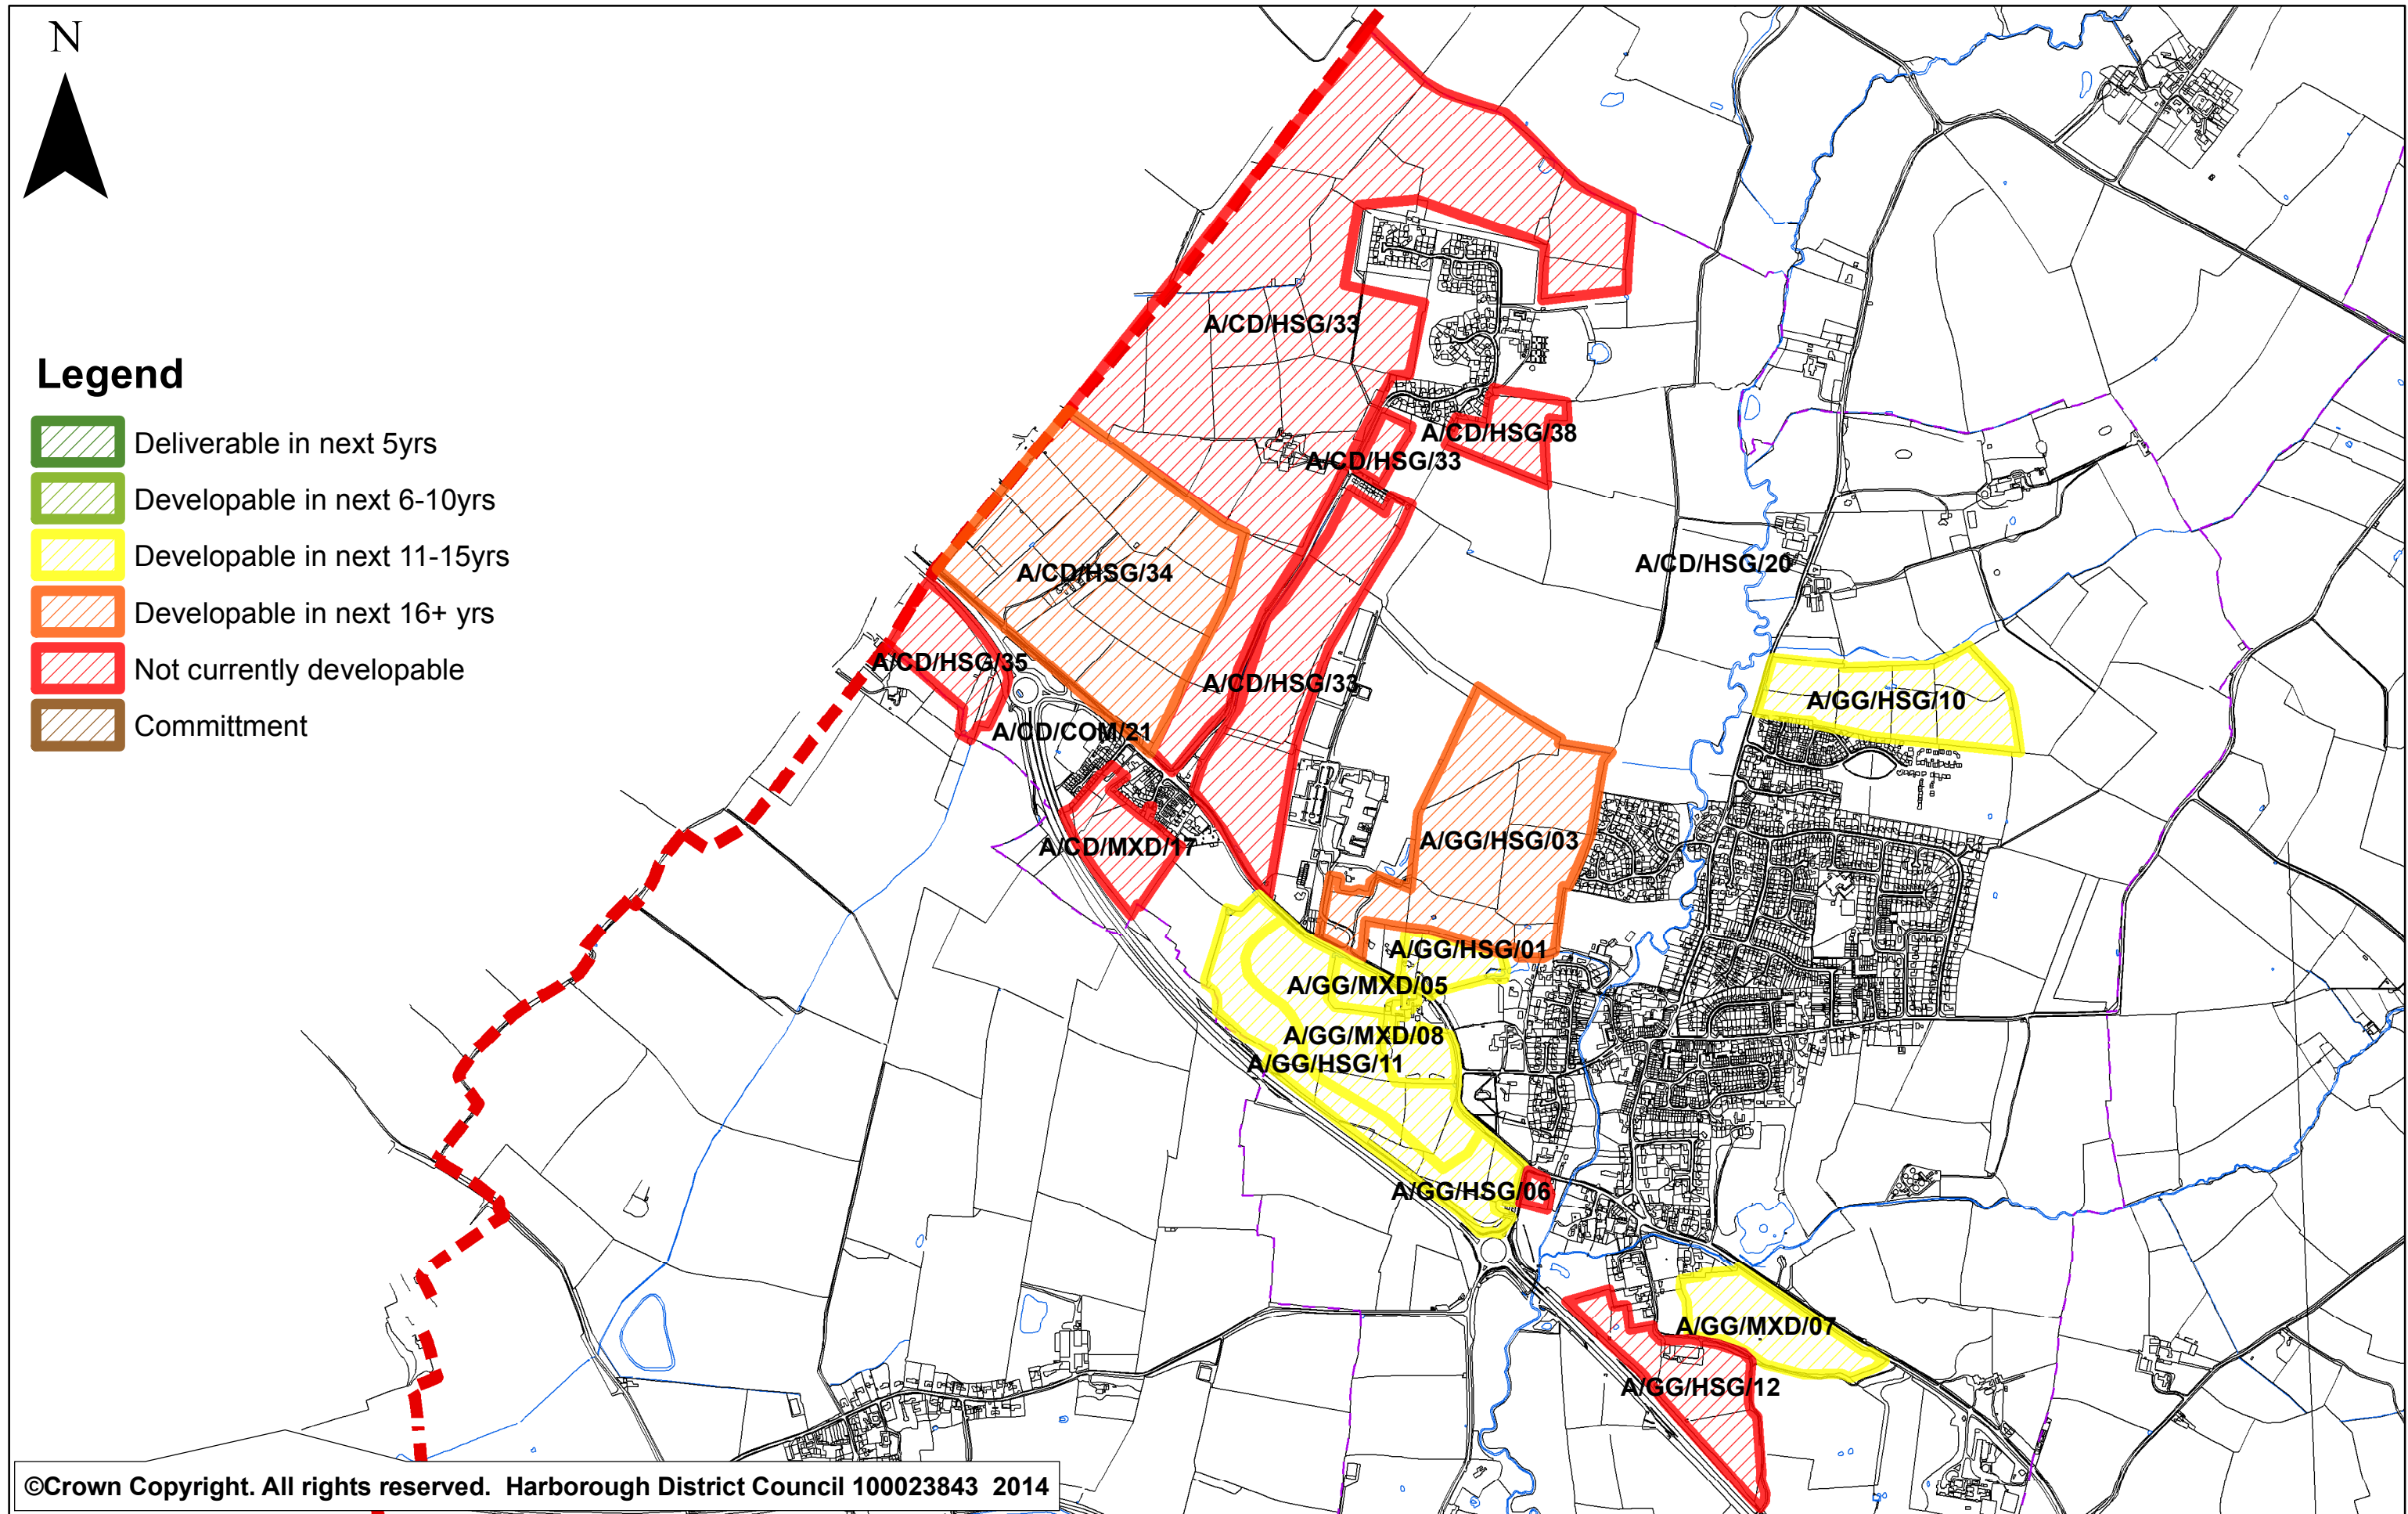 N
Legend
Deliverable in next 5yrs
Developable in next 6-10yrs
Developable in next 11-15yrs
Developable in next 16+ yrs
Not currently developable
Committment
A/CD/HSG/33
A/CD/HSG/38
A/CD/HSG/33
A/CD/HSG/34
A/CD/HSG/20
A/CD/HSG/35
A/CD/HSG/33
A/GG/HSG/10
A/CD/COM/21
A/GG/HSG/03
A/CD/MXD/17
A/GG/HSG/01
A/GG/MXD/05
A/GG/MXD/08
A/GG/HSG/11
A/GG/HSG/06
A/GG/MXD/07
A/GG/HSG/12
©Crown Copyright. All rights reserved. Harborough District Council 100023843 2014